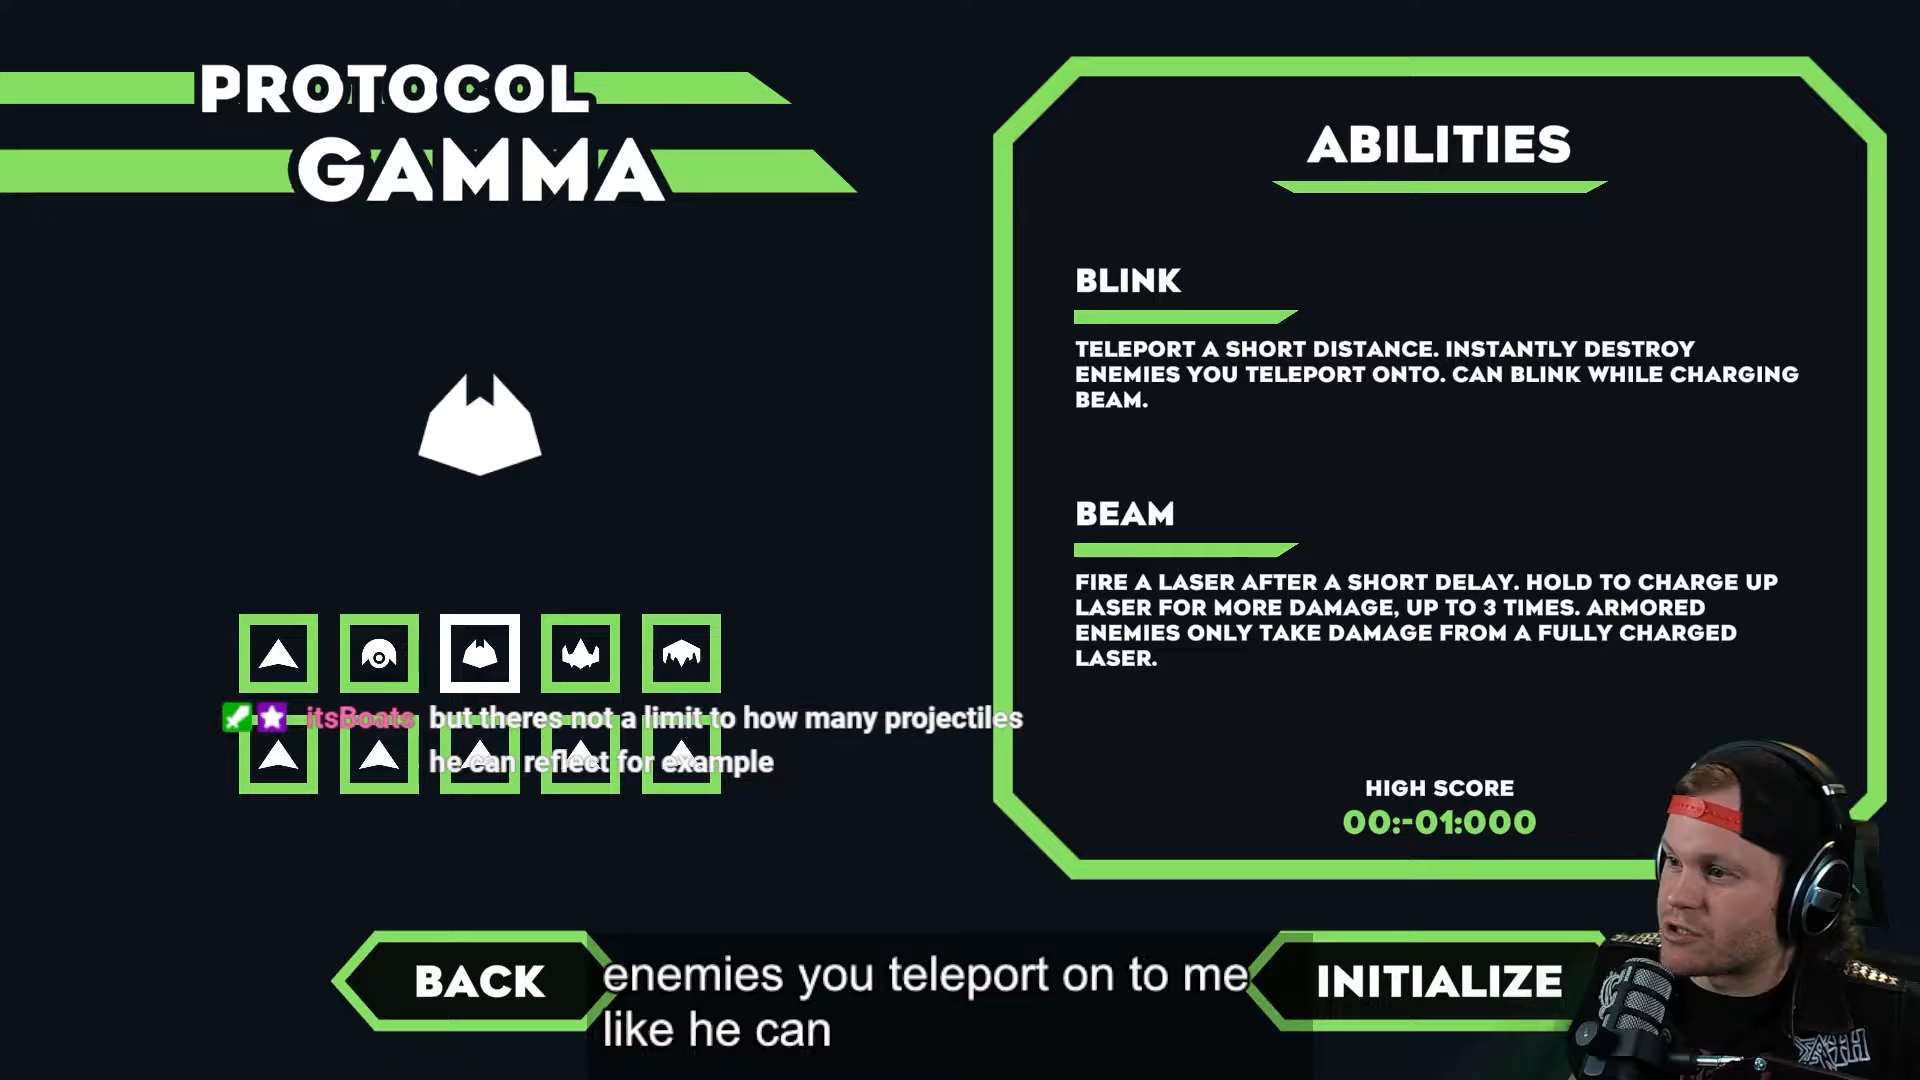 PROTOCOL
GAMMA
ABILITIES
BLINK
TELEPORT A SHORT DISTANCE. INSTANTLY DESTROY
ENEMIES YOU TELEPORT ONTO. CAN BLINK WHILE CHARGING
BEAM.
BEAM
FIRE A LASER AFTER A SHORT DELAY. HOLD TO CHARGE UP
LASER FOR MORE DAMAGE, UP TO 3 TIMES. ARMORED
ENEMIES ONLY TAKE DAMAGE FROM A FULLY CHARGED
LASER.
itsBoats but theres not a limit to how many projectiles
he can reflect for example
HIGH SCORE
00:-01:000
BACK
enemies you teleport on to me
like he can
INITIALIZE